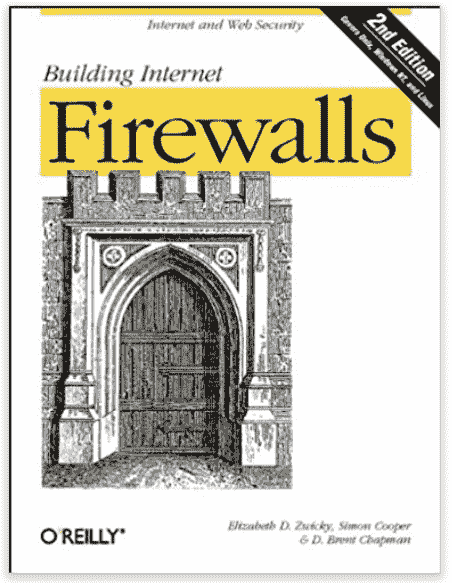 Internet and Web Security
2nd Edition
Covers Unix, Windows NT, and Linux
Building Internet
Firewalls
O'REILLY®
Elizabeth D. Zwicky, Simon Cooper
& D. Brent Chapman